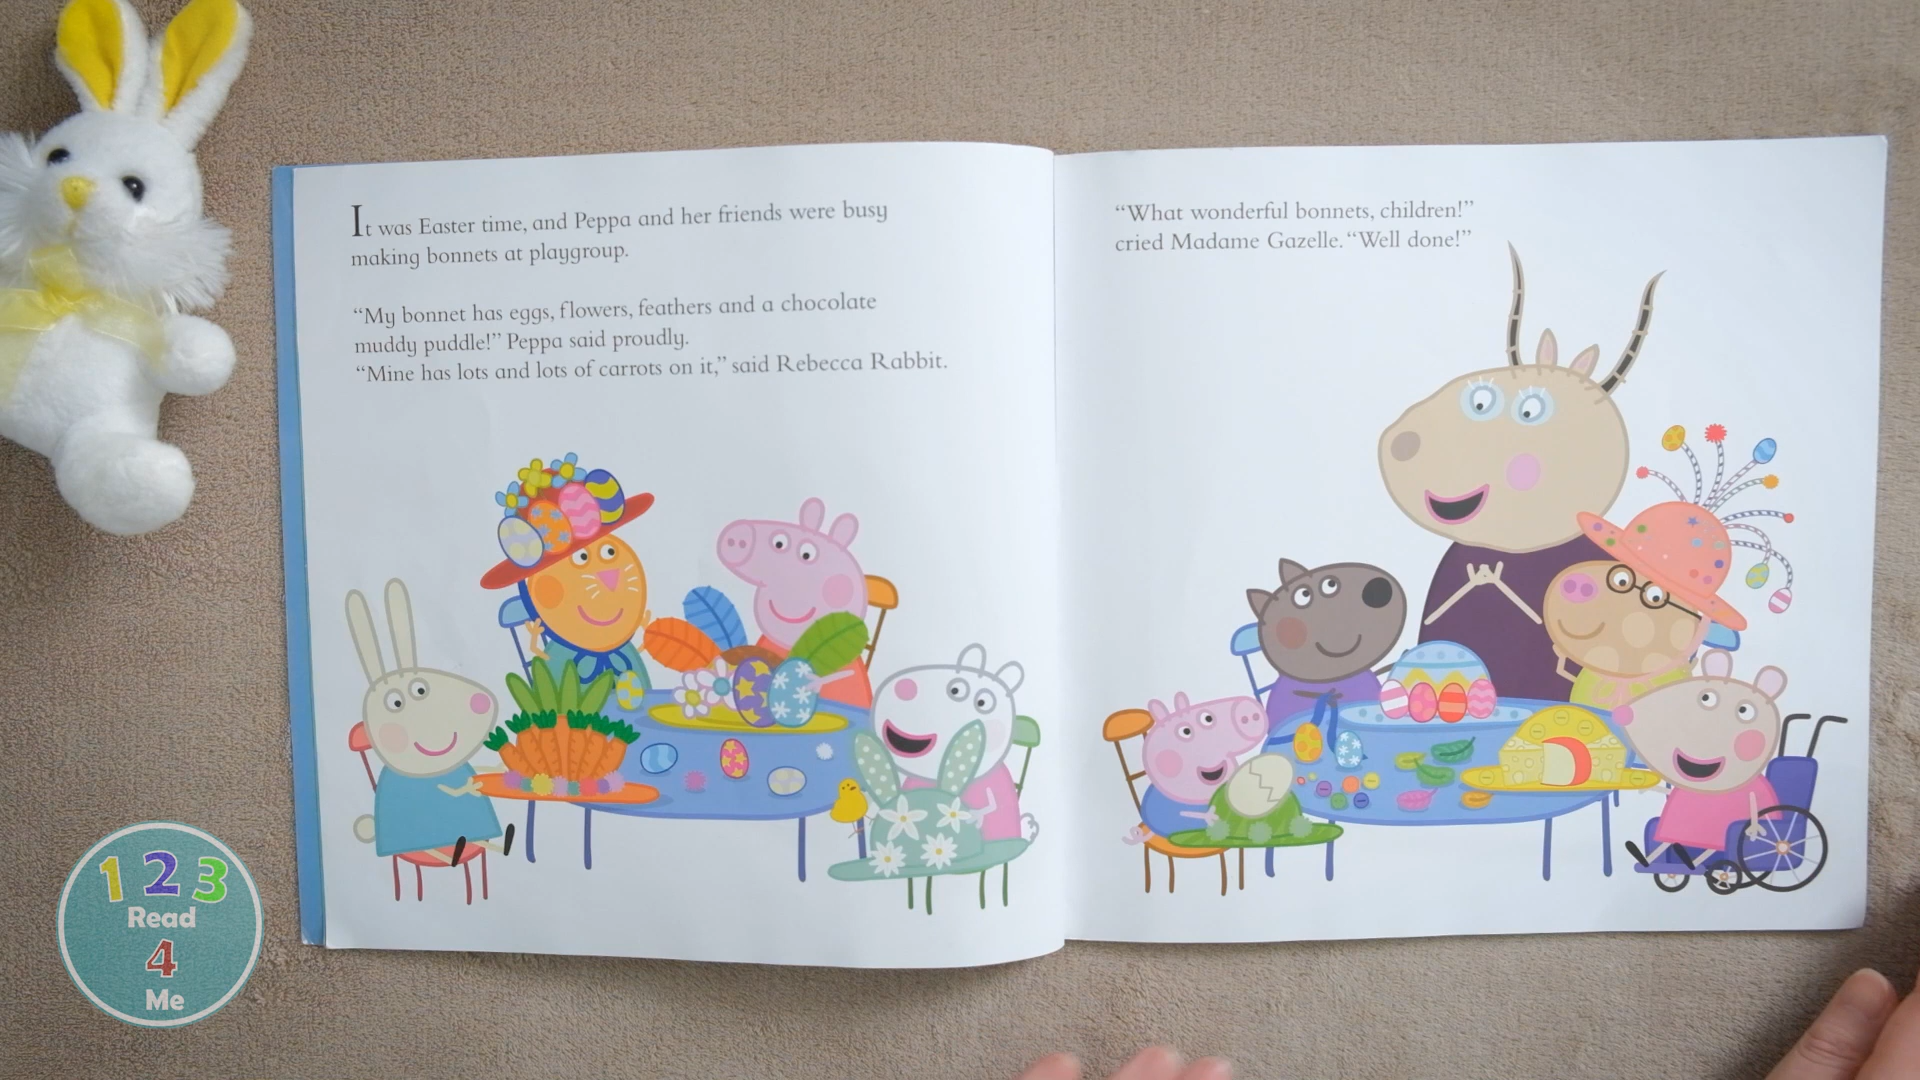 It was Easter time, and Peppa and her friends were busy
making bonnets at playgroup.
“My bonnet has eggs, flowers, feathers and a chocolate
muddy puddle!” Peppa said proudly.
“Mine has lots and lots of carrots on it,” said Rebecca Rabbit.
“What wonderful bonnets, children!”
cried Madame Gazelle. “Well done!”
1 2 3
Read
4
Me